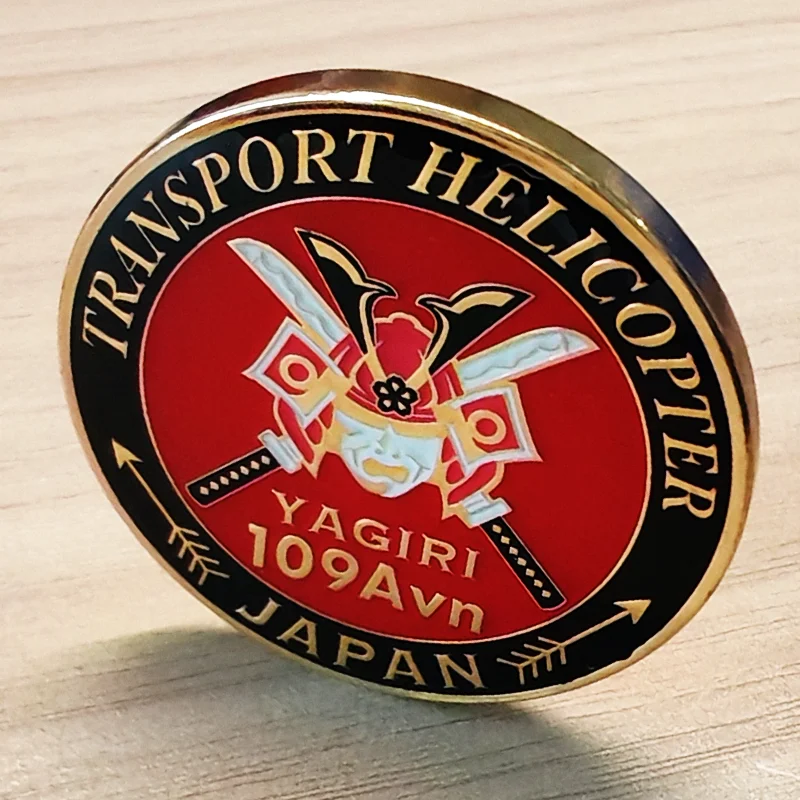 TRANSPORT HELICOPTER
YAGIRI
109Avn
JAPAN